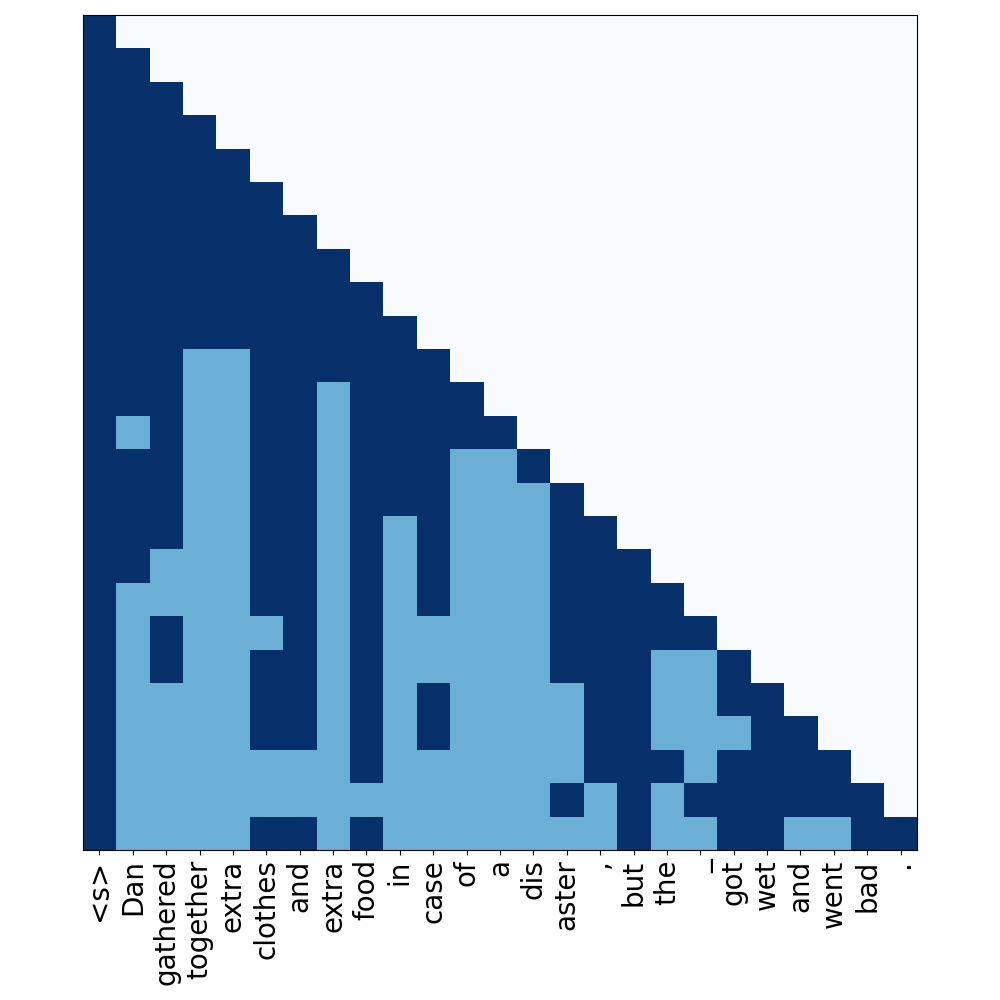 <s> Dan gathered together extra clothes and extra food in case of a dis aster , but the _ got wet and went bad .